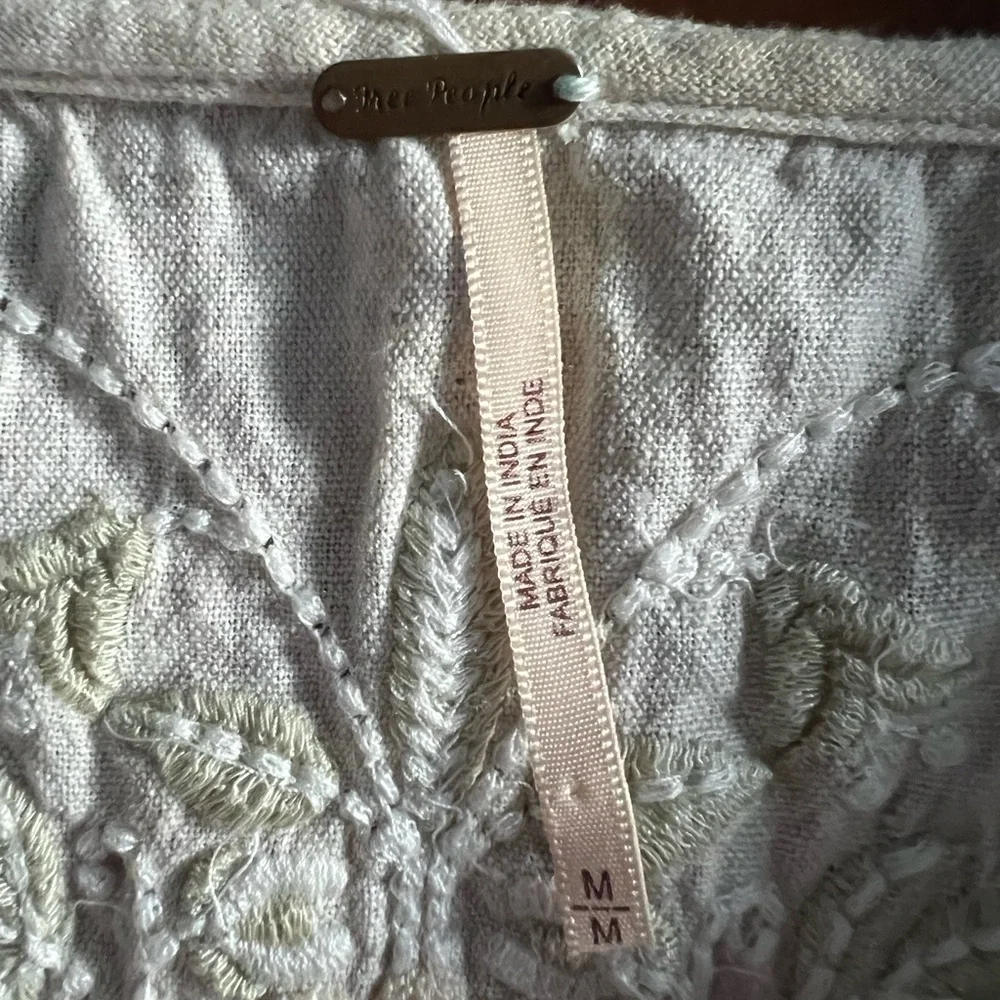 Free People
MADE IN INDIA
FABRIQUE EN INDE
M
M